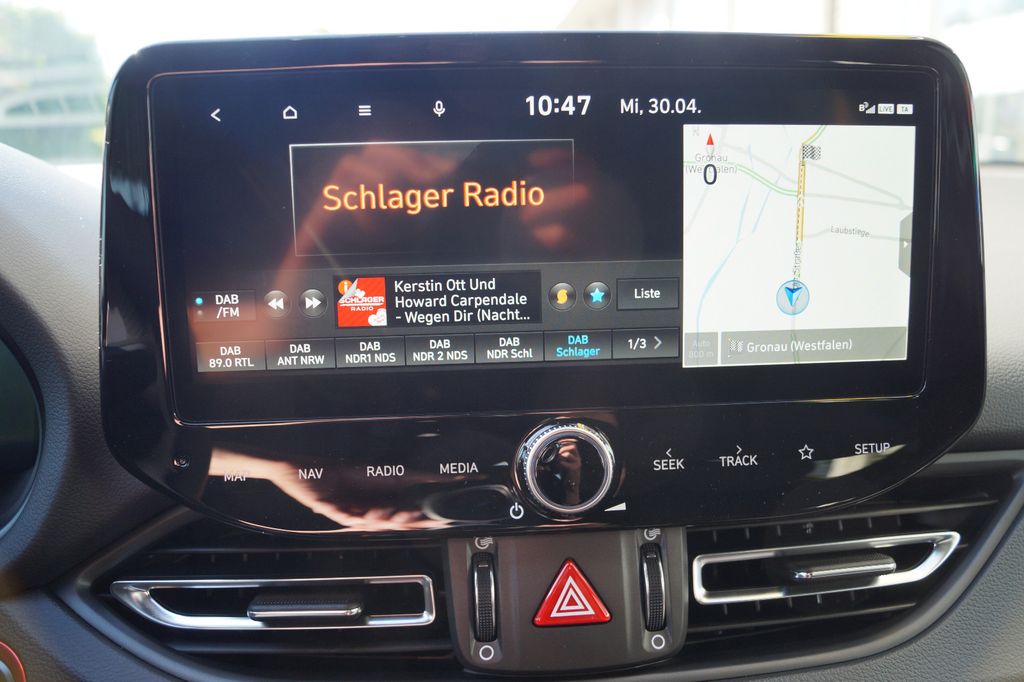 10:47 Mi, 30.04. LIVE TA
Schlager Radio
Gronau
(Westfalen)
0
Laubstiege
DAB
/FM
SCHLAGER
RADIO
Kerstin Ott Und
Howard Carpendale
- Wegen Dir (Nacht...
Liste
DAB
89.0 RTL
DAB
ANT NRW
DAB
NDR1 NDS
DAB
NDR 2 NDS
DAB
NDR Schl
DAB
Schlager
1/3
Auto
800 m
Gronau (Westfalen)
MAP NAV RADIO MEDIA
SEEK TRACK SETUP